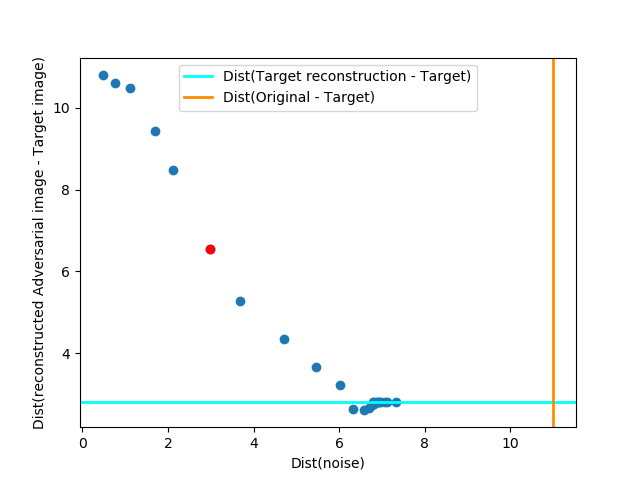 Dist(Target reconstruction - Target)
Dist(Original - Target)
Dist(reconstructed Adversarial image - Target image)
10
8
6
4
0 2 4 6 8 10
Dist(noise)